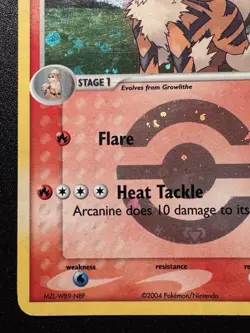 STAGE 1
Evolves from Growlithe
Flare
Heat Tackle
Arcanine does 10 damage to its
weakness resistance
MZL-WB9-NBF ©2004 Pokémon/Nintendo